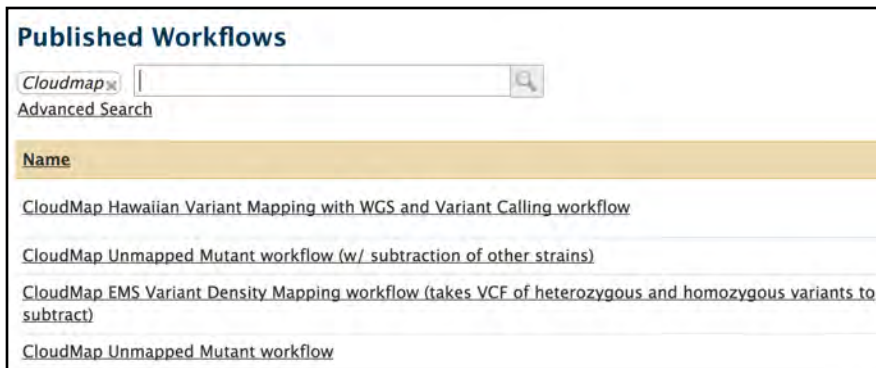 Published Workflows
Cloudmap
Advanced Search
Name
CloudMap Hawaiian Variant Mapping with WGS and Variant Calling workflow
CloudMap Unmapped Mutant workflow (w/ subtraction of other strains)
CloudMap EMS Variant Density Mapping workflow (takes VCF of heterozygous and homozygous variants to
subtract)
CloudMap Unmapped Mutant workflow